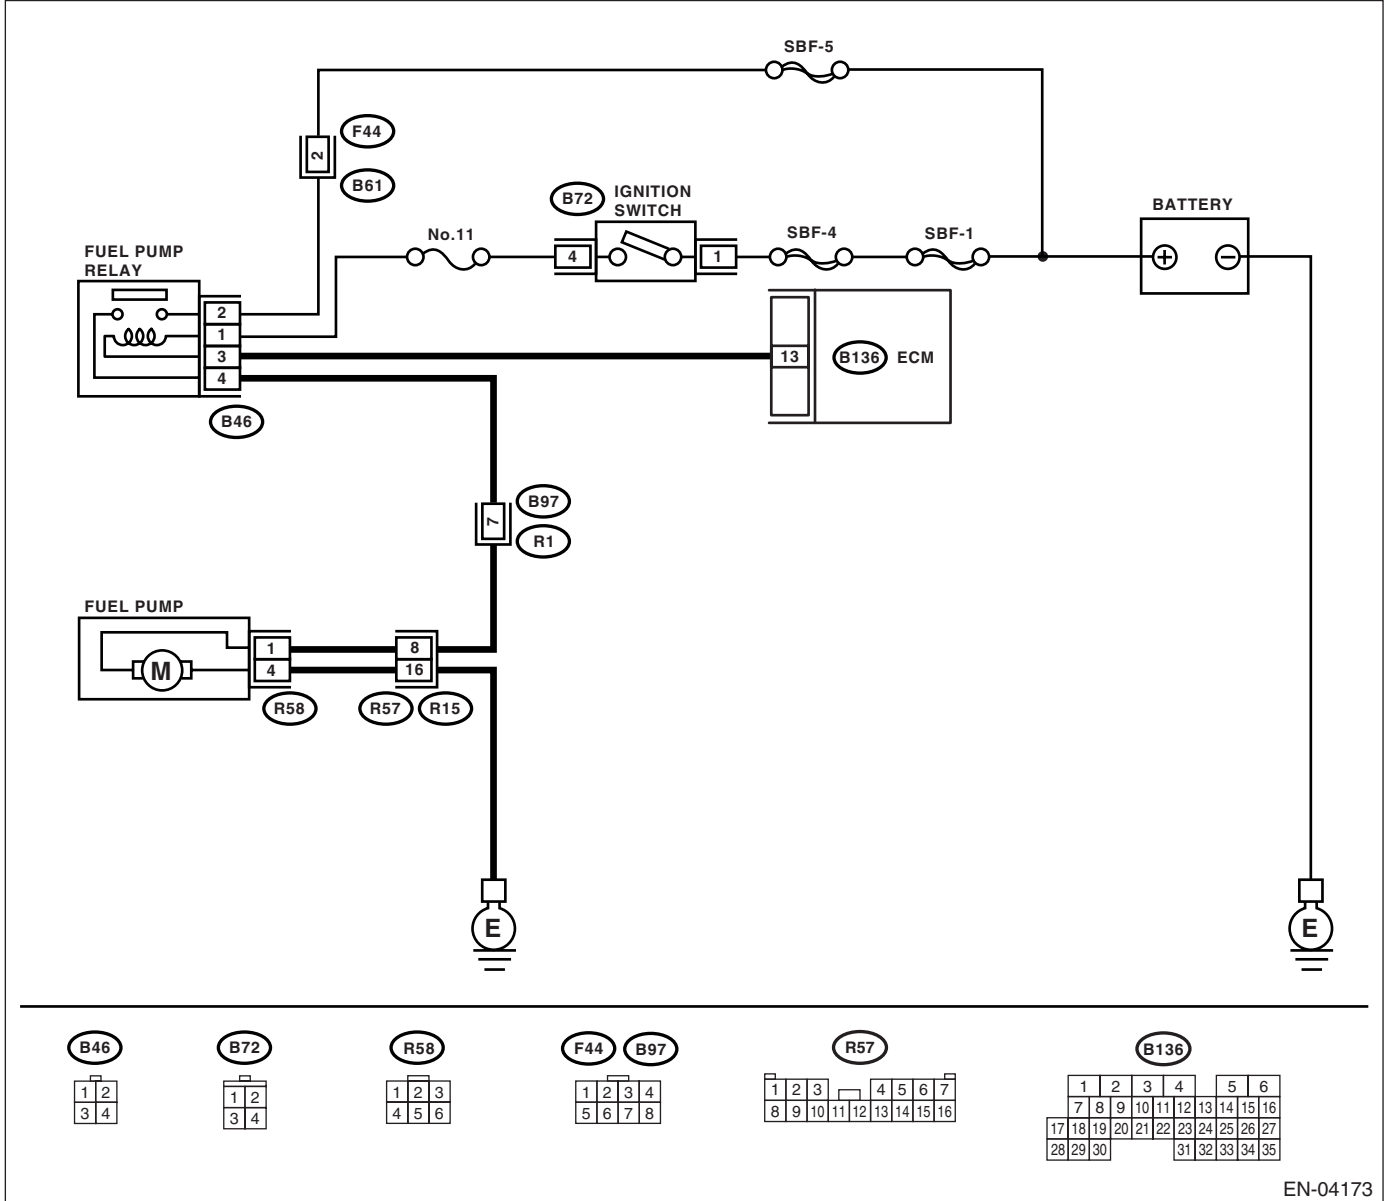 SBF-5
F44
2
B61
B72
IGNITION
SWITCH
BATTERY
No.11
SBF-4
SBF-1
4
1
+
−
FUEL PUMP
RELAY
2
1
3
4
13
B136
ECM
B46
B97
7
R1
FUEL PUMP
M
1
8
4
16
R58
R57
R15
E
E
B46
B72
R58
F44
B97
R57
B136
1 2
3 4
1 2
3 4
1 2 3
4 5 6
1 2 3 4
5 6 7 8
1 2 3 4 5 6 7
8 9 10 11 12 13 14 15 16
1 2 3 4 5 6
7 8 9 10 11 12 13 14 15 16
17 18 19 20 21 22 23 24 25 26 27
28 29 30 31 32 33 34 35
EN-04173